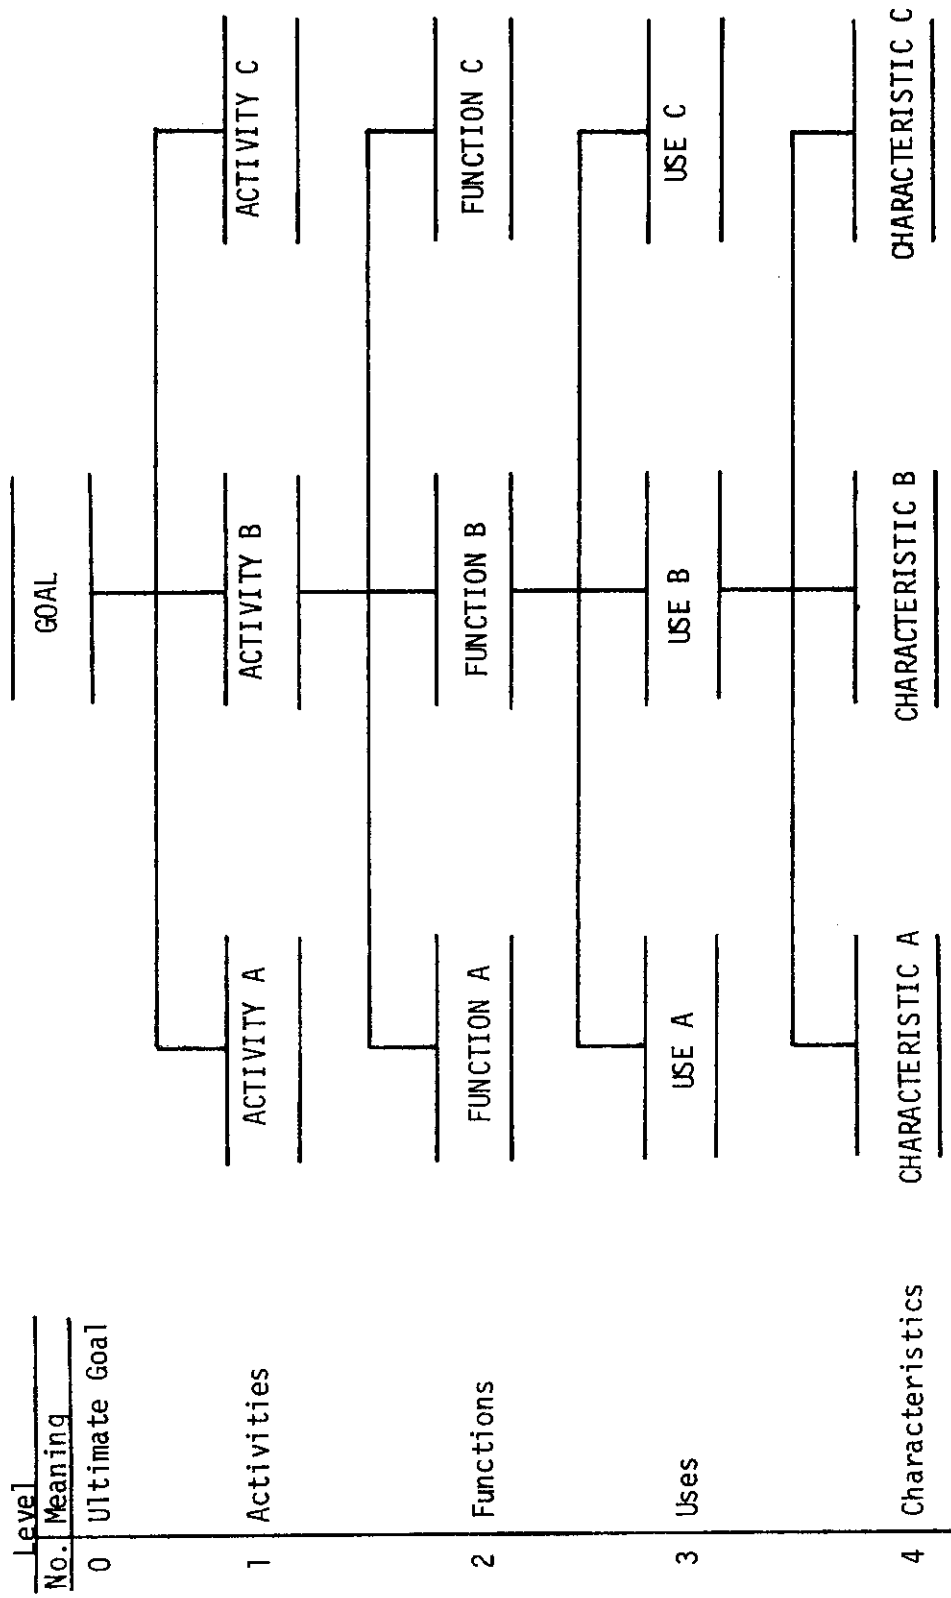 Level
No. Meaning
0 Ultimate Goal
GOAL
1 Activities
ACTIVITY A
ACTIVITY B
ACTIVITY C
2 Functions
FUNCTION A
FUNCTION B
FUNCTION C
3 Uses
USE A
USE B
USE C
4 Characteristics
CHARACTERISTIC A
CHARACTERISTIC B
CHARACTERISTIC C